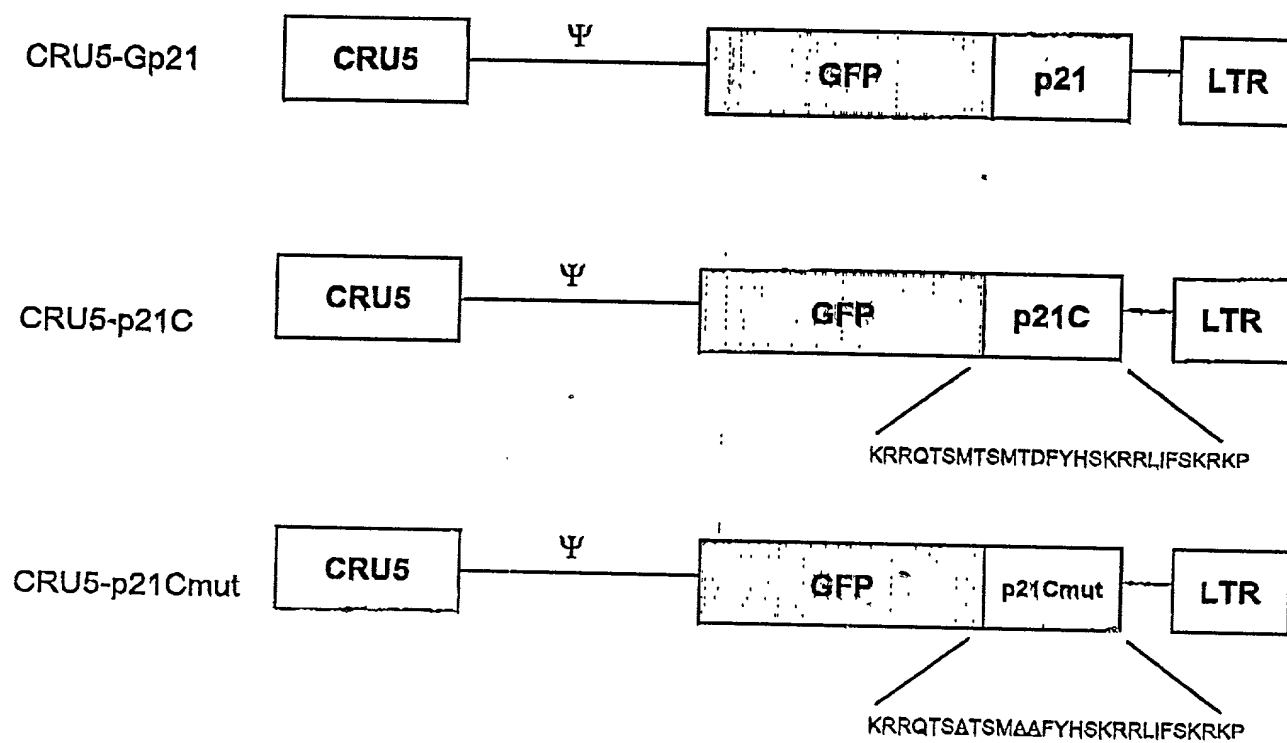 CRU5-Gp21 CRU5 Ψ GFP p21 LTR
CRU5-p21C CRU5 Ψ GFP p21C LTR
KRRQTSMTSMTDFYHSKRRLIFSKRKP
CRU5-p21Cmut CRU5 Ψ GFP p21Cmut LTR
KRRQTSATSMAAFYHSKRRLIFSKRKP